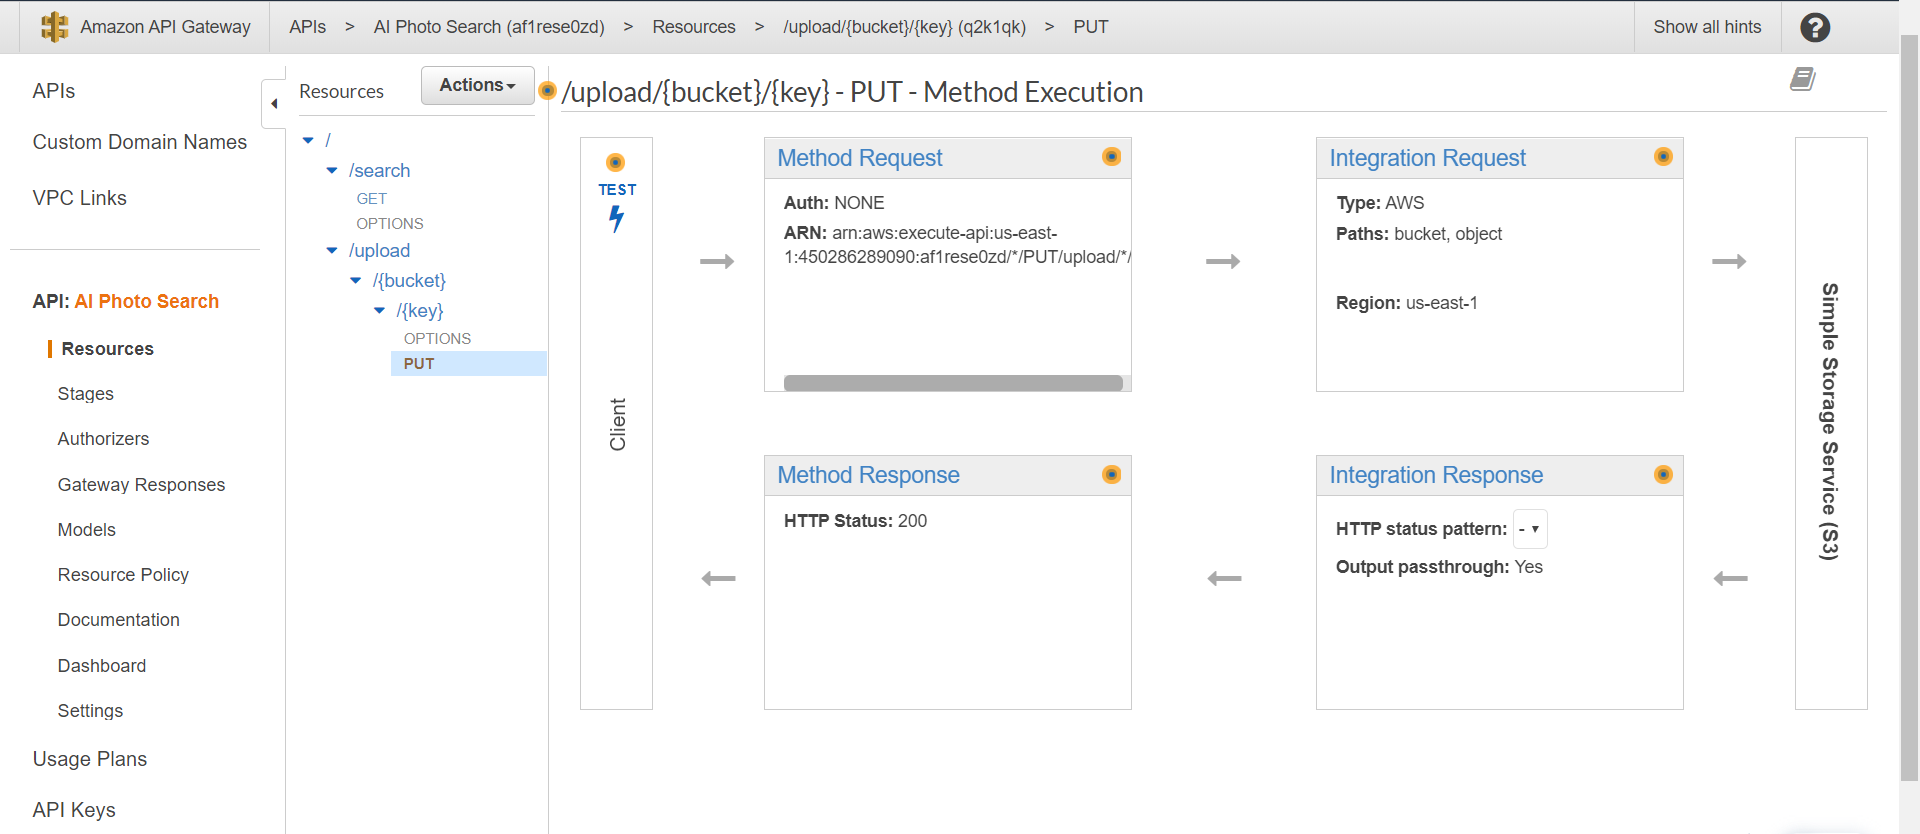 Amazon API Gateway
APIs > AI Photo Search (af1rese0zd) > Resources > /upload/{bucket}/{key} (q2k1qk) > PUT
Show all hints
?
APIs
Custom Domain Names
VPC Links
API: AI Photo Search
Resources
Stages
Authorizers
Gateway Responses
Models
Resource Policy
Documentation
Dashboard
Settings
Usage Plans
API Keys
Resources
Actions
/
/search
GET
OPTIONS
/upload
/{bucket}
/{key}
OPTIONS
PUT
/upload/{bucket}/{key} - PUT - Method Execution
TEST
Client
Method Request
Auth: NONE
ARN: arn:aws:execute-api:us-east-
1:450286289090:af1rese0zd/*/PUT/upload/*/
Integration Request
Type: AWS
Paths: bucket, object
Region: us-east-1
Method Response
HTTP Status: 200
Integration Response
HTTP status pattern: -
Output passthrough: Yes
Simple Storage Service (S3)